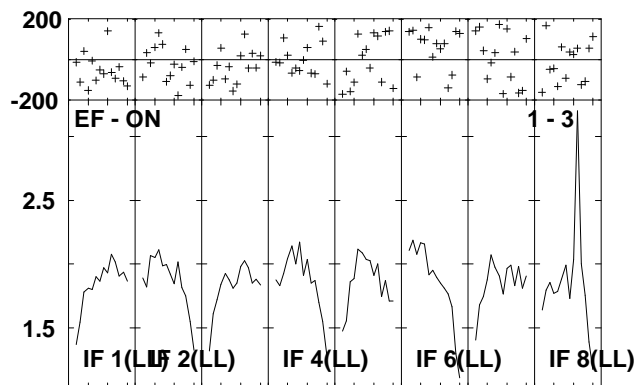 200
-200
EF - ON 1 - 3
2.5
1.5
IF 1(LL) IF 2(LL) IF 4(LL) IF 6(LL) IF 8(LL)